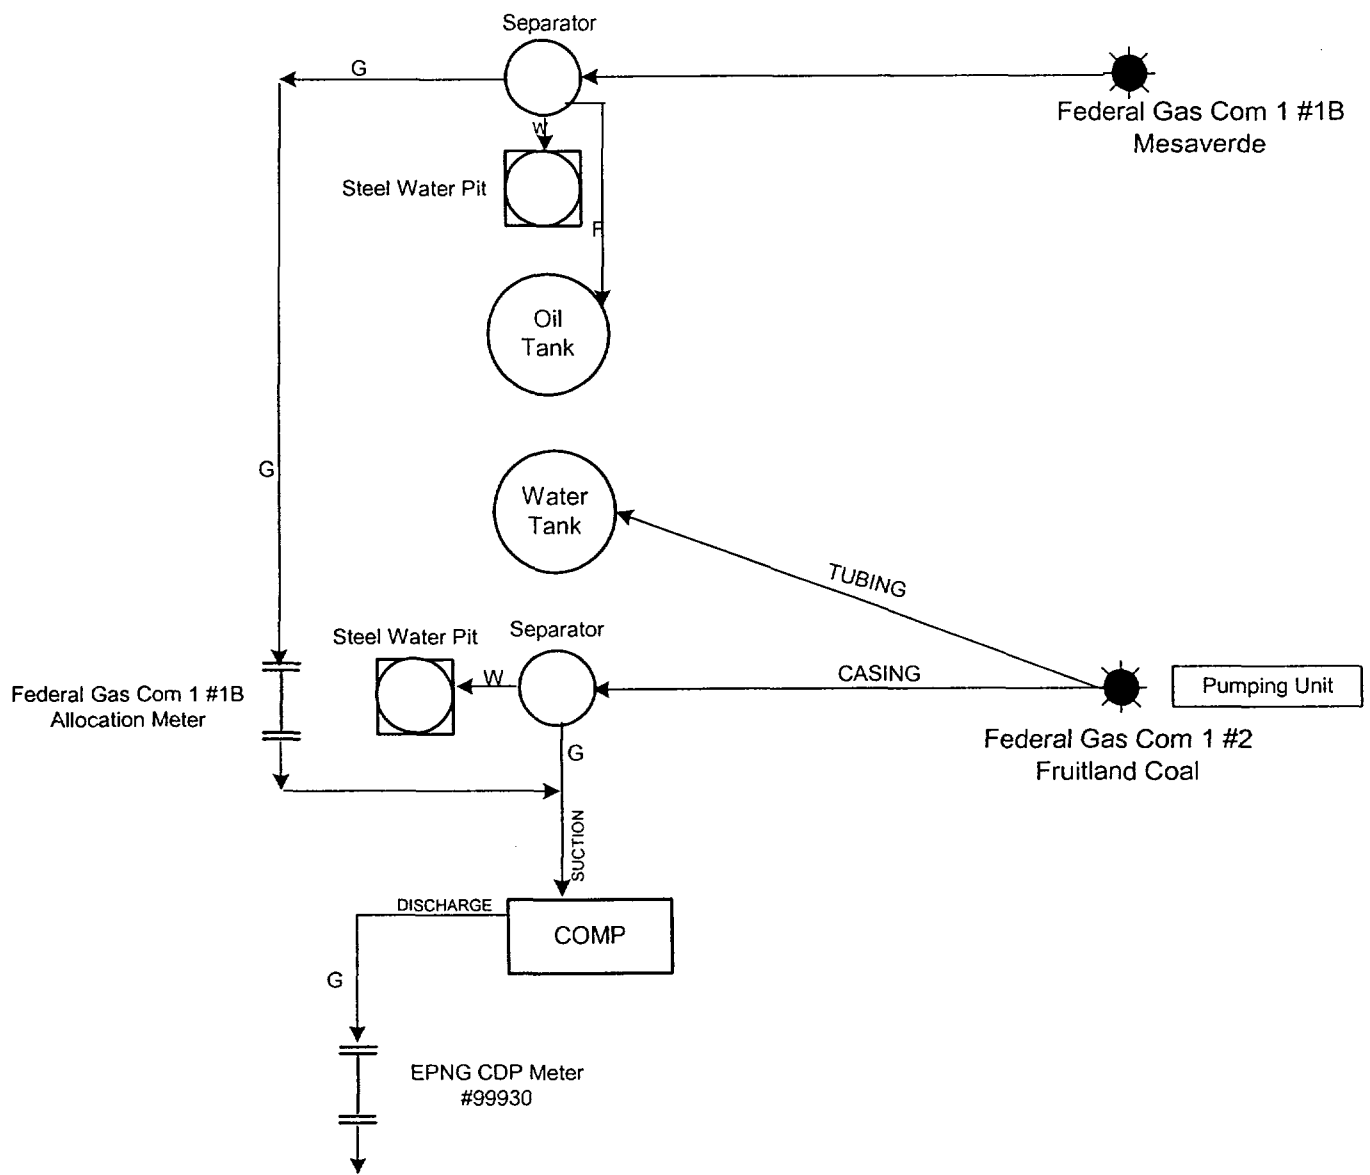 Separator
G
Federal Gas Com 1 #1B
Mesaverde
W
Steel Water Pit
F
Oil
Tank
G
Water
Tank
TUBING
Steel Water Pit
Separator
W
CASING
Pumping Unit
Federal Gas Com 1 #1B
Allocation Meter
G
Federal Gas Com 1 #2
Fruitland Coal
SUCTION
DISCHARGE
COMP
G
EPNG CDP Meter
#99930